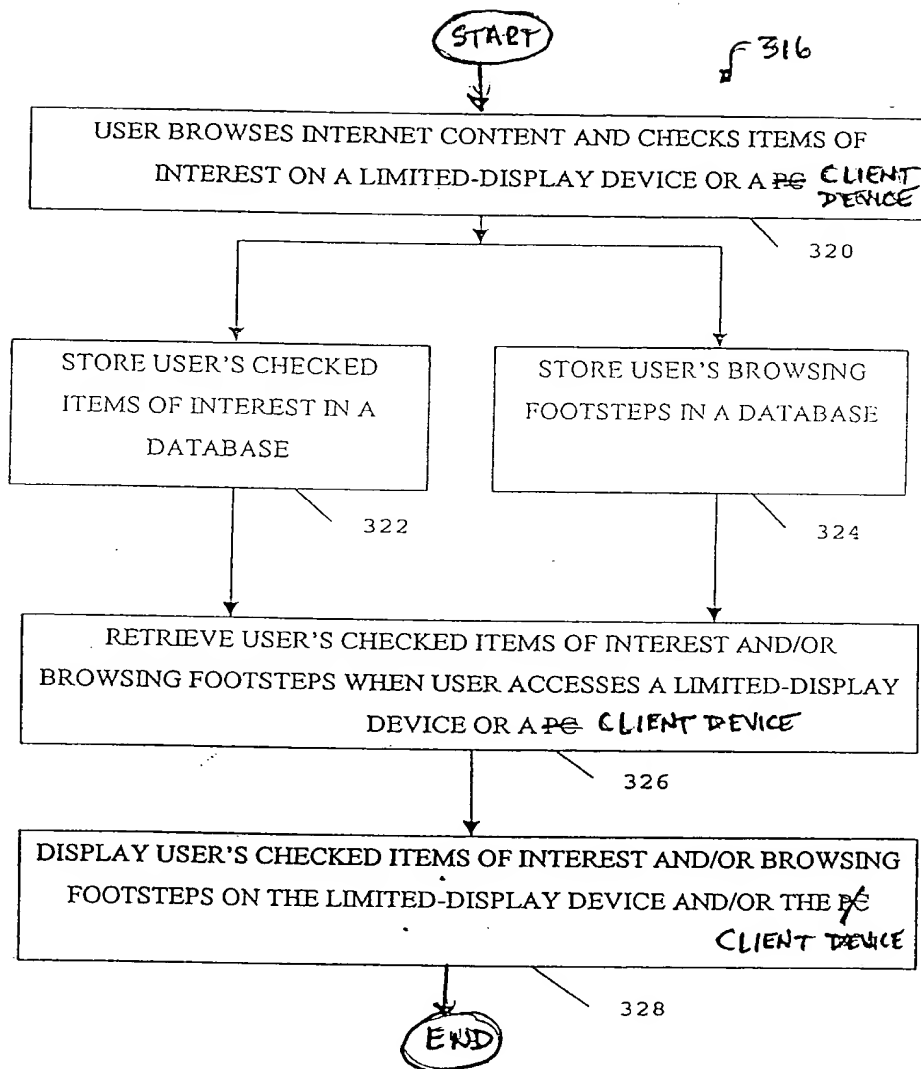 START
316
USER BROWSES INTERNET CONTENT AND CHECKS ITEMS OF
INTEREST ON A LIMITED-DISPLAY DEVICE OR A PC CLIENT
DEVICE
320
STORE USER'S CHECKED
ITEMS OF INTEREST IN A
DATABASE
322
STORE USER'S BROWSING
FOOTSTEPS IN A DATABASE
324
RETRIEVE USER'S CHECKED ITEMS OF INTEREST AND/OR
BROWSING FOOTSTEPS WHEN USER ACCESSES A LIMITED-DISPLAY
DEVICE OR A PC CLIENT DEVICE
326
DISPLAY USER'S CHECKED ITEMS OF INTEREST AND/OR BROWSING
FOOTSTEPS ON THE LIMITED-DISPLAY DEVICE AND/OR THE PC
CLIENT DEVICE
328
END